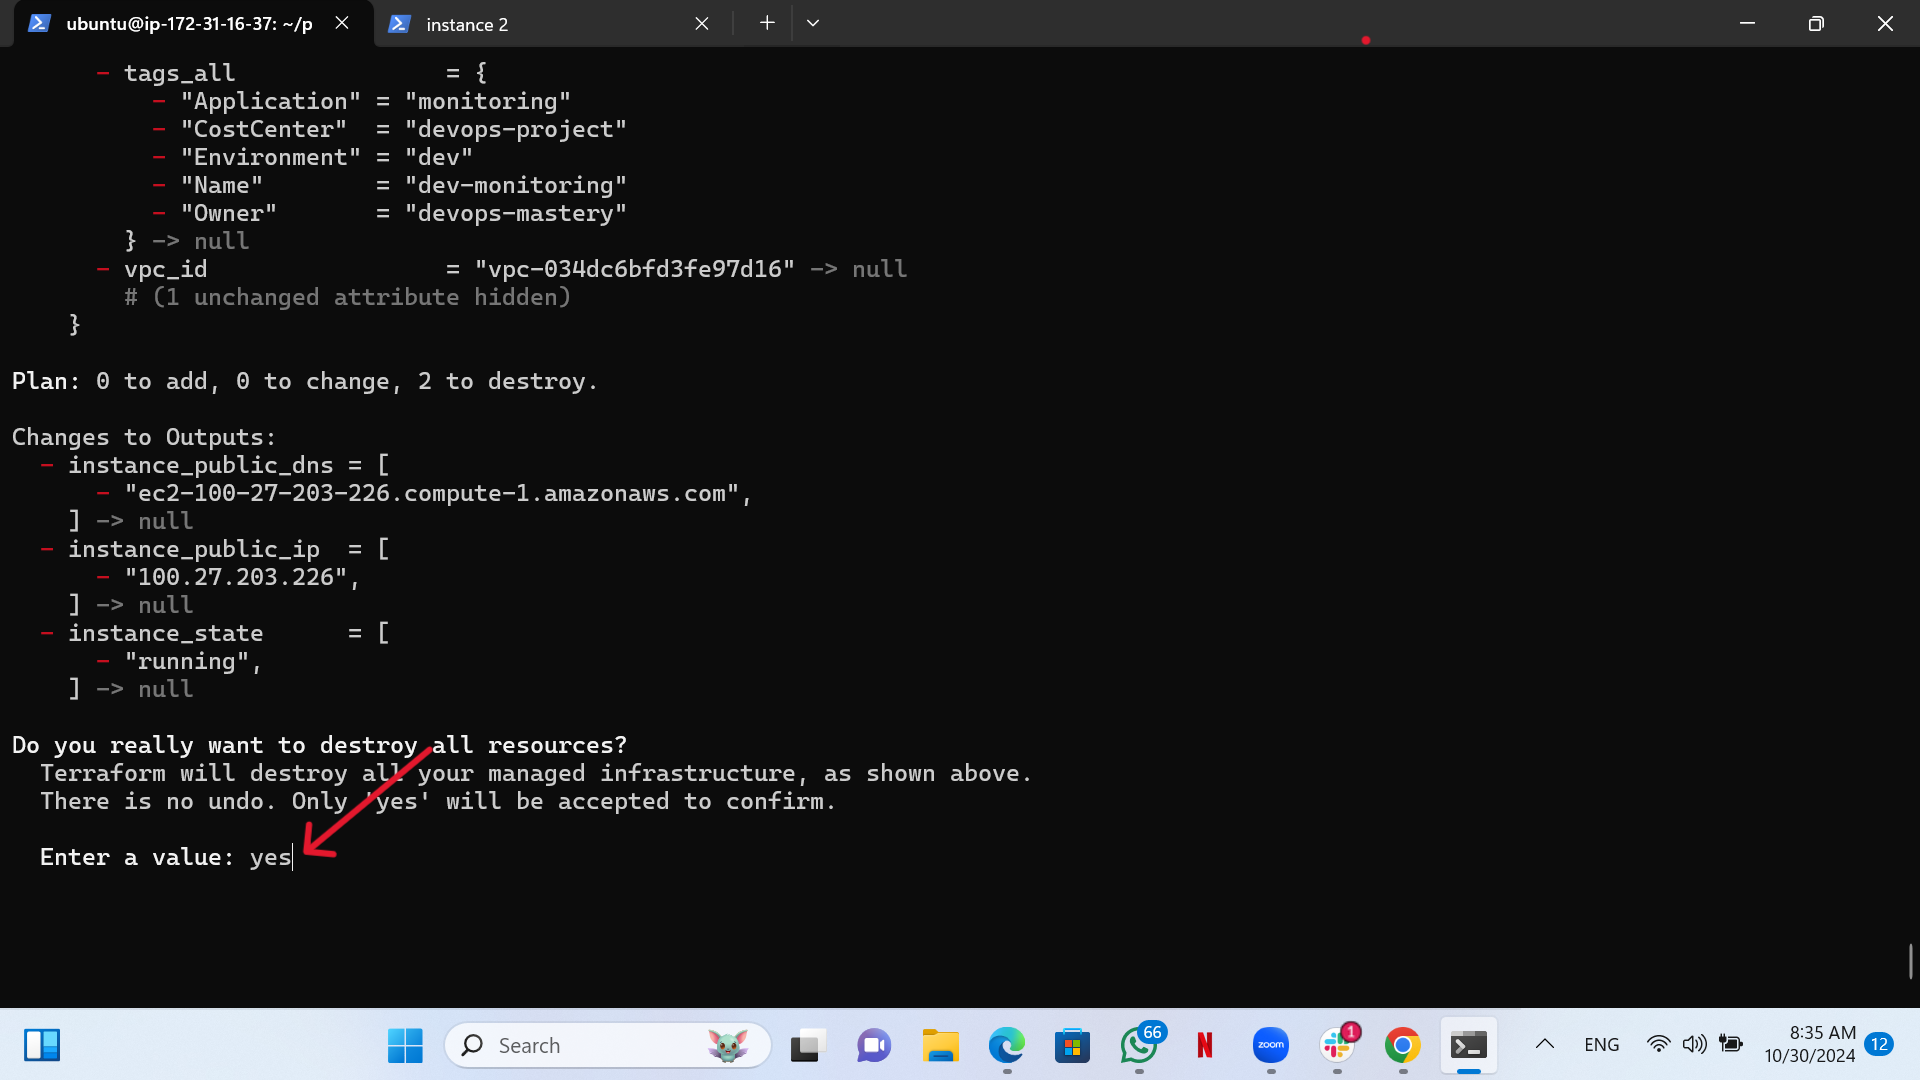 ubuntu@ip-172-31-16-37: ~/p
instance 2
- tags_all = {
- "Application" = "monitoring"
- "CostCenter" = "devops-project"
- "Environment" = "dev"
- "Name" = "dev-monitoring"
- "Owner" = "devops-mastery"
} -> null
- vpc_id = "vpc-034dc6bfd3fe97d16" -> null
# (1 unchanged attribute hidden)
}
Plan: 0 to add, 0 to change, 2 to destroy.
Changes to Outputs:
- instance_public_dns = [
- "ec2-100-27-203-226.compute-1.amazonaws.com",
] -> null
- instance_public_ip = [
- "100.27.203.226",
] -> null
- instance_state = [
- "running",
] -> null
Do you really want to destroy all resources?
Terraform will destroy all your managed infrastructure, as shown above.
There is no undo. Only 'yes' will be accepted to confirm.
Enter a value: yes
Search
66
N
zoom
1
ENG
8:35 AM
10/30/2024
12